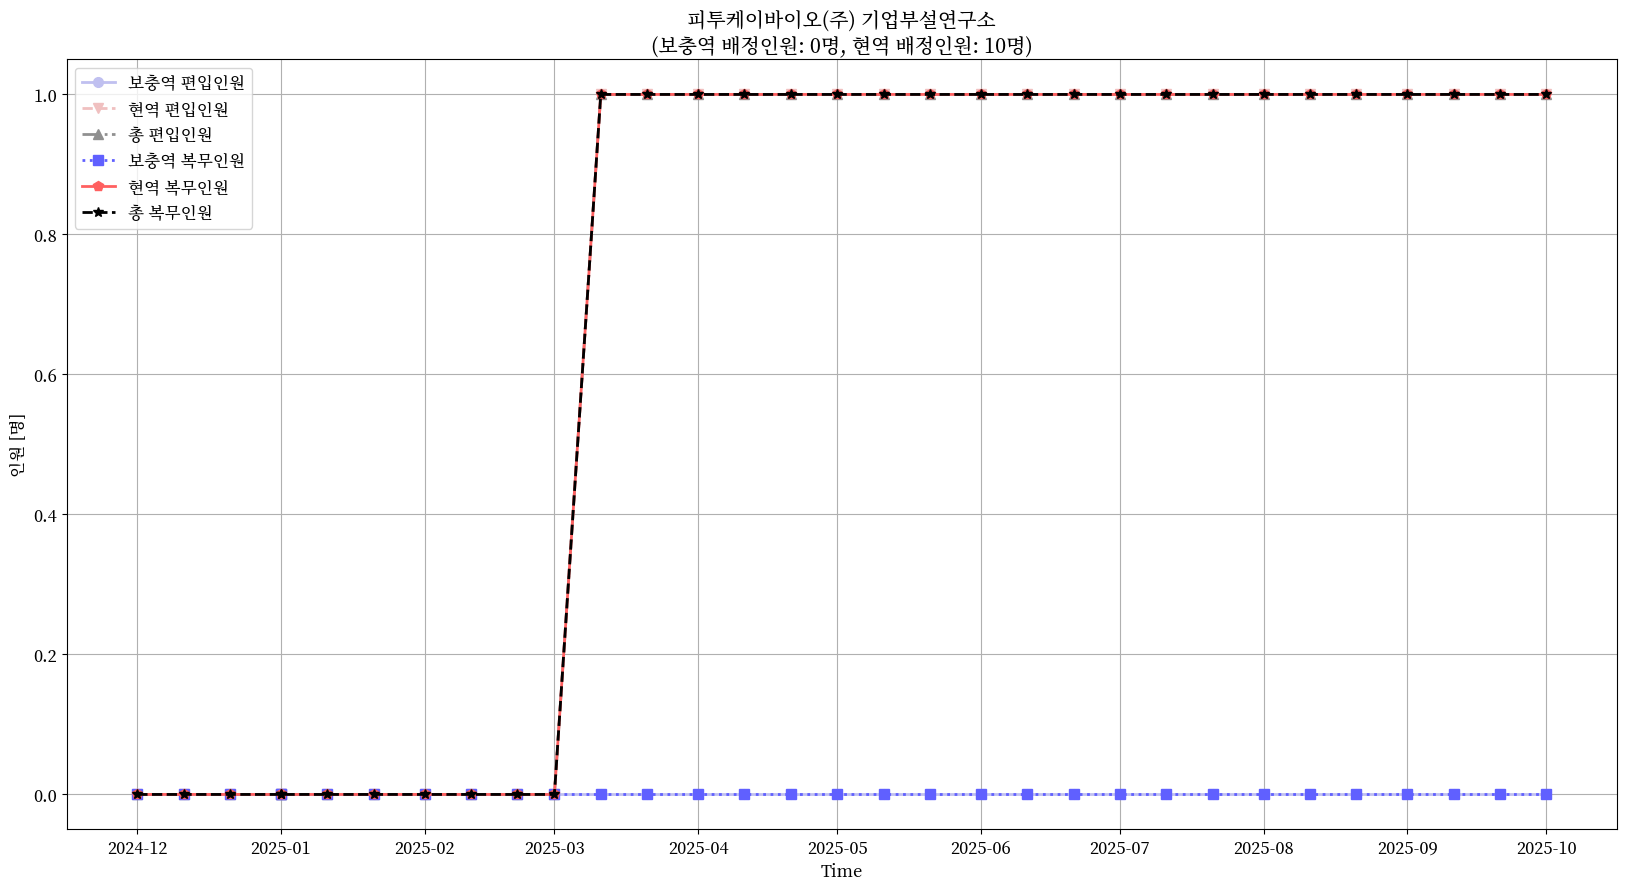 피투케이바이오(주) 기업부설연구소
(보충역 배정인원: 0명, 현역 배정인원: 10명)
보충역 편입인원
현역 편입인원
총 편입인원
보충역 복무인원
현역 복무인원
총 복무인원
1.0
0.8
0.6
0.4
0.2
0.0
인원 [명]
2024-12 2025-01 2025-02 2025-03 2025-04 2025-05 2025-06 2025-07 2025-08 2025-09 2025-10
Time